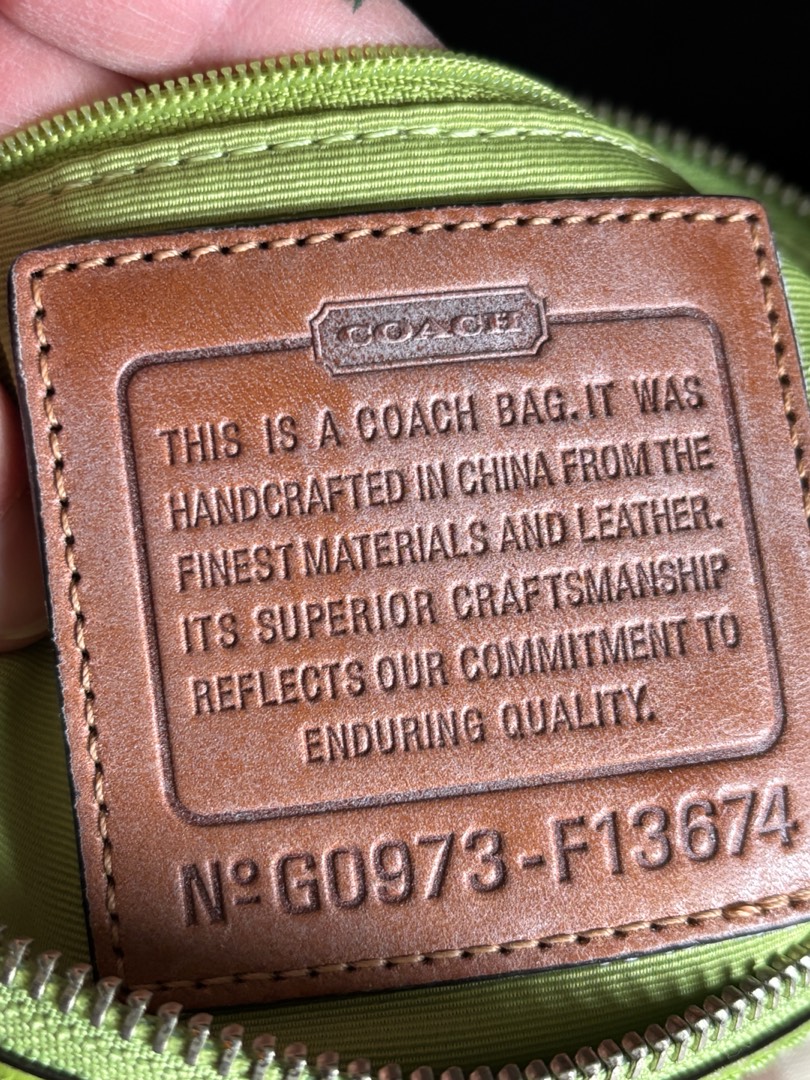 COACH
THIS IS A COACH BAG. IT WAS
HANDCRAFTED IN CHINA FROM THE
FINEST MATERIALS AND LEATHER.
ITS SUPERIOR CRAFTSMANSHIP
REFLECTS OUR COMMITMENT TO
ENDURING QUALITY.
Nº G0973-F13674